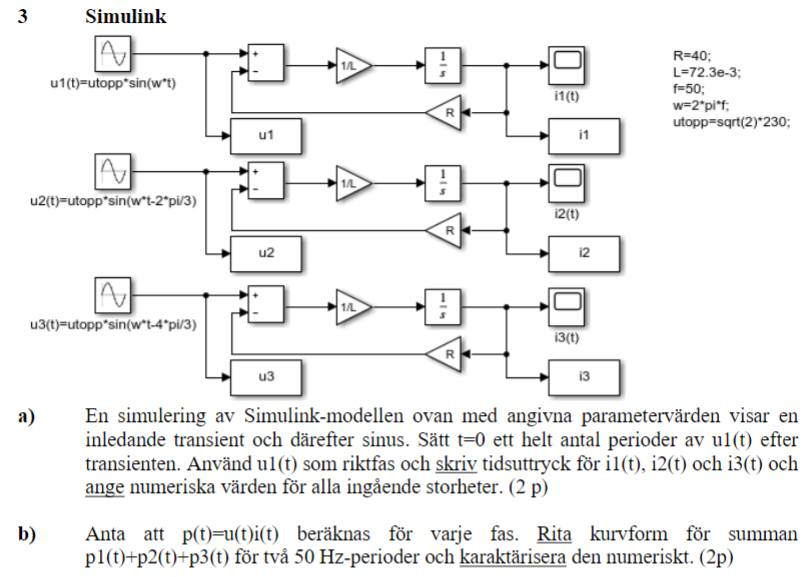 3 Simulink
R=40;
L=72.3e-3;
f=50;
w=2*pi*f;
utopp=sqrt(2)*230;
+
-
1/L
1
s
u1(t)=utopp*sin(w*t)
i1(t)
R
u1
i1
+
-
1/L
1
s
u2(t)=utopp*sin(w*t-2*pi/3)
i2(t)
R
u2
i2
+
-
1/L
1
s
u3(t)=utopp*sin(w*t-4*pi/3)
i3(t)
R
u3
i3
a) En simulering av Simulink-modellen ovan med angivna parametervärden visar en
inledande transient och därefter sinus. Sätt t=0 ett helt antal perioder av u1(t) efter
transienten. Använd u1(t) som riktfas och skriv tidsuttryck för i1(t), i2(t) och i3(t) och
ange numeriska värden för alla ingående storheter. (2 p)
b) Anta att p(t)=u(t)i(t) beräknas för varje fas. Rita kurvform för summan
p1(t)+p2(t)+p3(t) för två 50 Hz-perioder och karaktärisera den numeriskt. (2p)